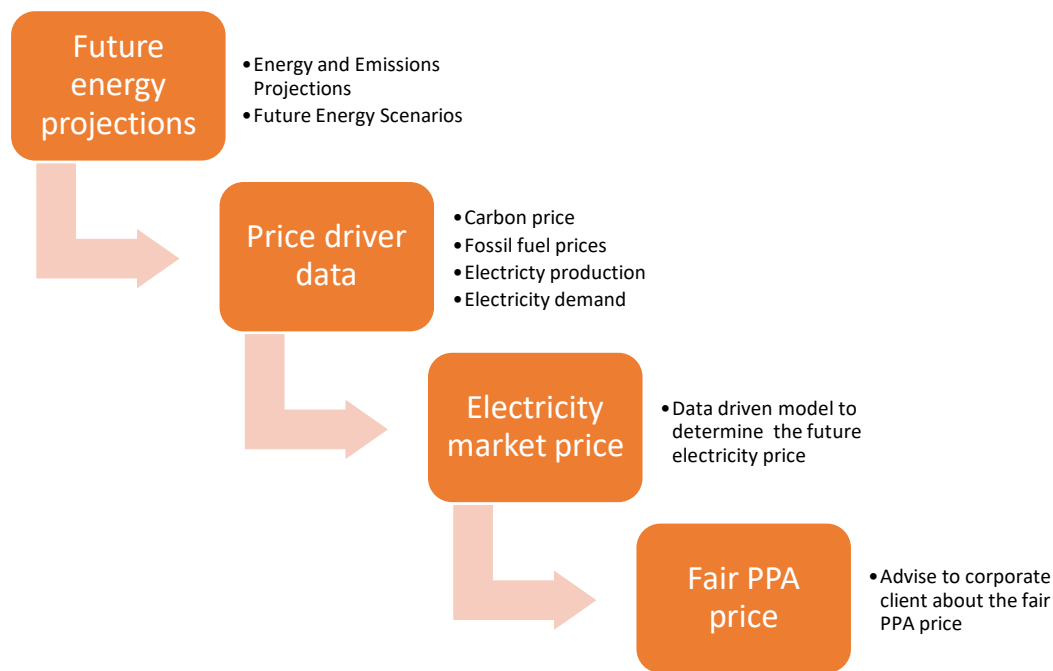 Future
energy
projections
•Energy and Emissions
Projections
•Future Energy Scenarios
Price driver
data
•Carbon price
•Fossil fuel prices
•Electricty production
•Electricity demand
Electricity
market price
•Data driven model to
determine the future
electricity price
Fair PPA
price
•Advise to corporate
client about the fair
PPA price